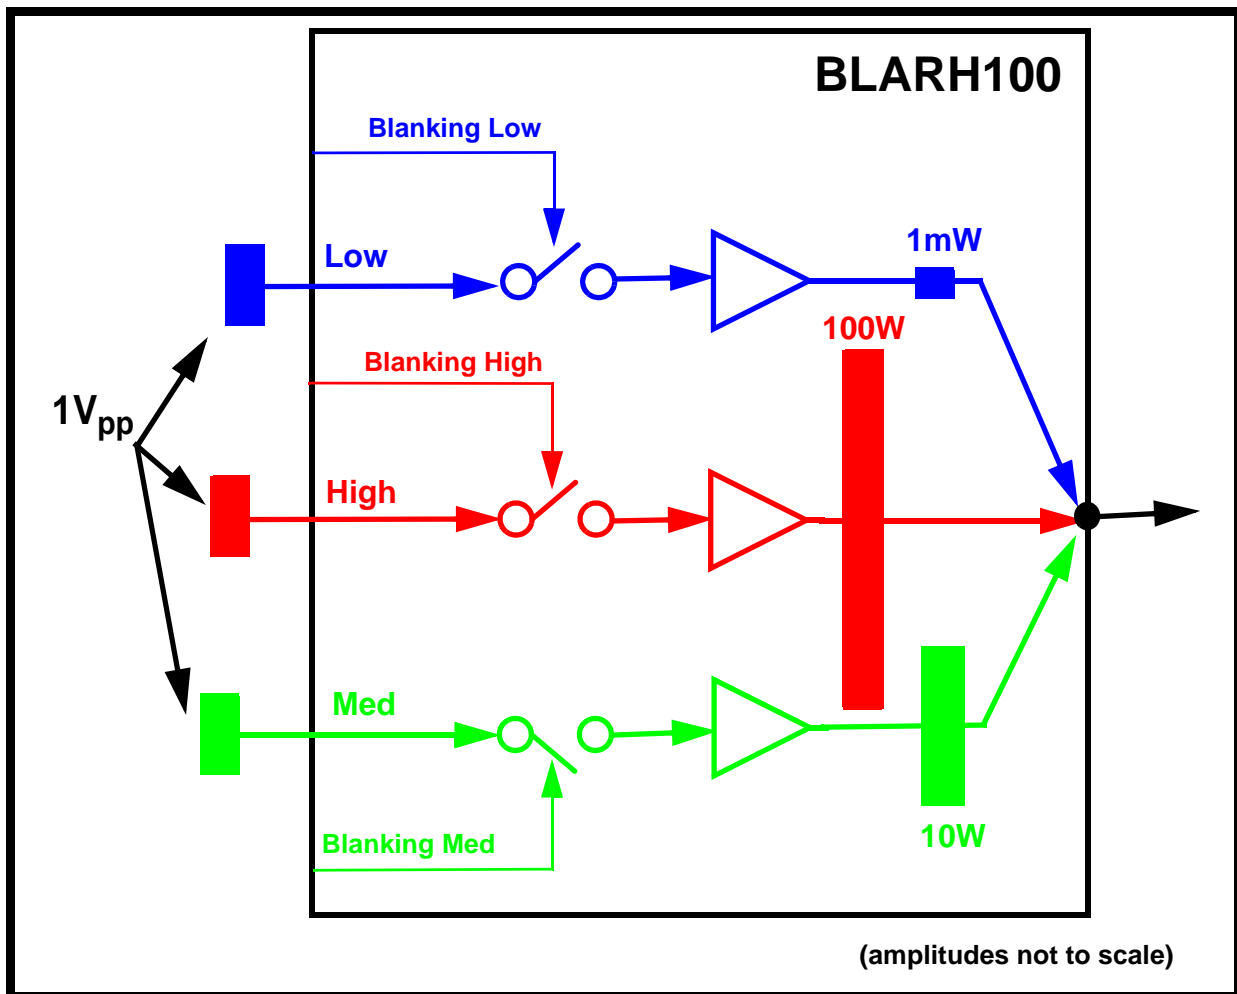 BLARH100
Blanking Low
Low
1mW
100W
Blanking High
1Vpp
High
Med
Blanking Med
10W
(amplitudes not to scale)